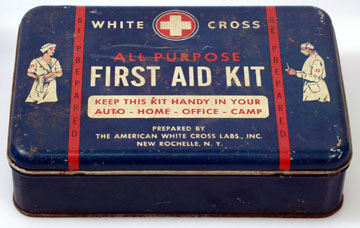 WHITE CROSS
BE PREPARED
BE PREPARED
ALL PURPOSE
FIRST AID KIT
KEEP THIS KIT HANDY IN YOUR
AUTO - HOME - OFFICE - CAMP
PREPARED BY
THE AMERICAN WHITE CROSS LABS., INC.
NEW ROCHELLE, N. Y.